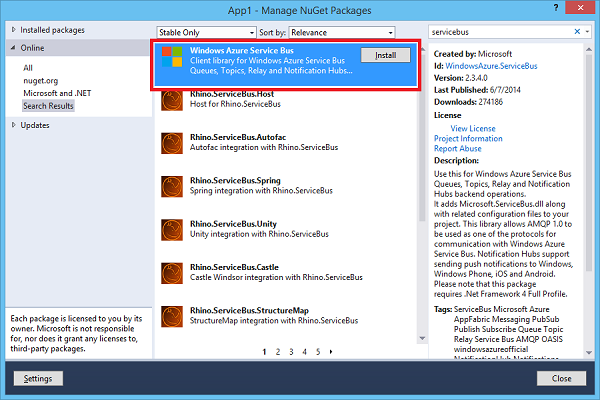 App1 - Manage NuGet Packages
Installed packages
Online
All
nuget.org
Microsoft and .NET
Search Results
Updates
Each package is licensed to you by its
owner. Microsoft is not responsible
for, nor does it grant any licenses to,
third-party packages.
Stable Only
Sort by: Relevance
Windows Azure Service Bus
Client library for Windows Azure Service Bus
Queues, Topics, Relay and Notification Hubs...
Install
Rhino.ServiceBus.Host
Host for Rhino.ServiceBus.
Rhino.ServiceBus.Autofac
Autofac integration with Rhino.ServiceBus.
Rhino.ServiceBus.Spring
Spring integration with Rhino.ServiceBus.
Rhino.ServiceBus.Unity
Unity integration with Rhino.ServiceBus.
Rhino.ServiceBus.Castle
Castle Windsor integration with Rhino.ServiceBus.
Rhino.ServiceBus.StructureMap
StructureMap integration with Rhino.ServiceBus.
1 2 3 4 5
servicebus
Created by: Microsoft
Id: WindowsAzure.ServiceBus
Version: 2.3.4.0
Last Published: 6/7/2014
Downloads: 274186
License
View License
Project Information
Report Abuse
Description:
Use this for Windows Azure Service Bus
Queues, Topics, Relay and Notification
Hubs backend operations.
It adds Microsoft.ServiceBus.dll along
with related configuration files to your
project. This library allows AMQP 1.0 to
be used as one of the protocols for
communication with Windows Azure
Service Bus. Notification Hubs support
sending push notifications to Windows,
Windows Phone, iOS and Android.
Please note that this package
requires .Net Framework 4 Full Profile.
Tags: ServiceBus Microsoft Azure
AppFabric Messaging PubSub
Publish Subscribe Queue Topic
Relay Service Bus AMQP OASIS
windowsazureofficial
NotificationHub Notifications
Settings
Close